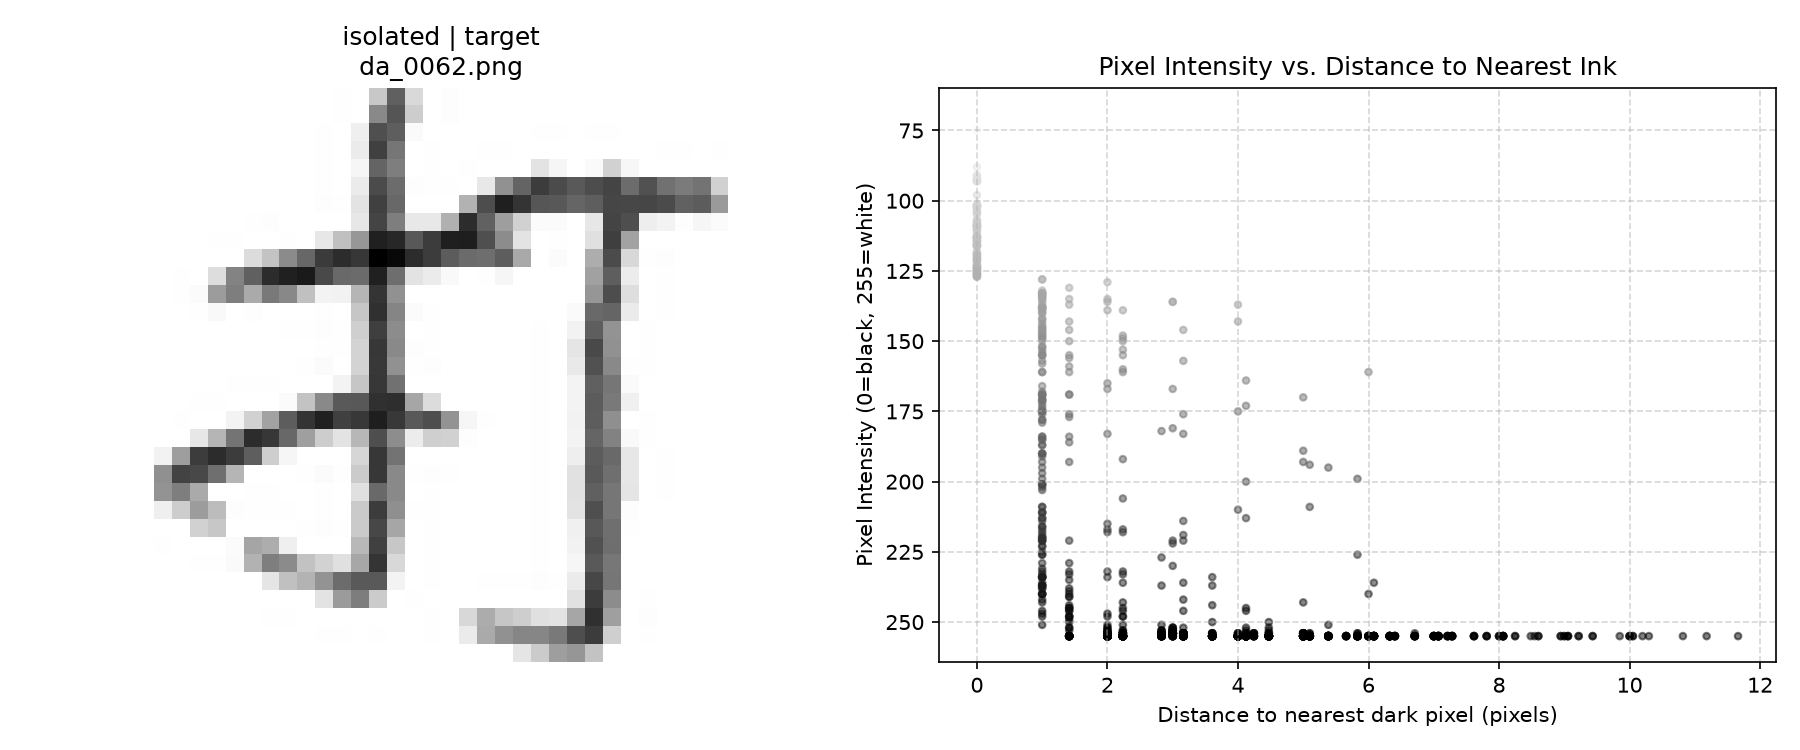 isolated | target
da_0062.png
打
Pixel Intensity vs. Distance to Nearest Ink
Pixel Intensity (0=black, 255=white)
75
100
125
150
175
200
225
250
0 2 4 6 8 10 12
Distance to nearest dark pixel (pixels)